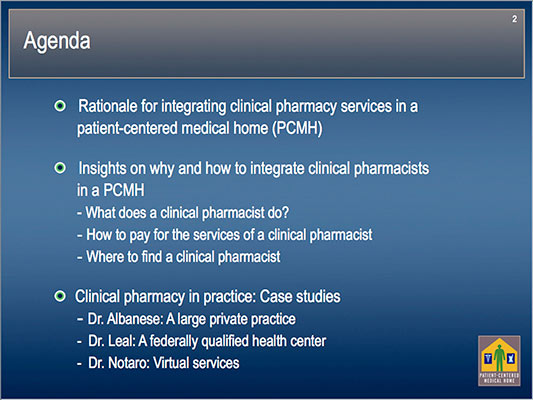 2
Agenda
Rationale for integrating clinical pharmacy services in a
patient-centered medical home (PCMH)
Insights on why and how to integrate clinical pharmacists
in a PCMH
- What does a clinical pharmacist do?
- How to pay for the services of a clinical pharmacist
- Where to find a clinical pharmacist
Clinical pharmacy in practice: Case studies
- Dr. Albanese: A large private practice
- Dr. Leal: A federally qualified health center
- Dr. Notaro: Virtual services
PATIENT-CENTERED
MEDICAL HOME